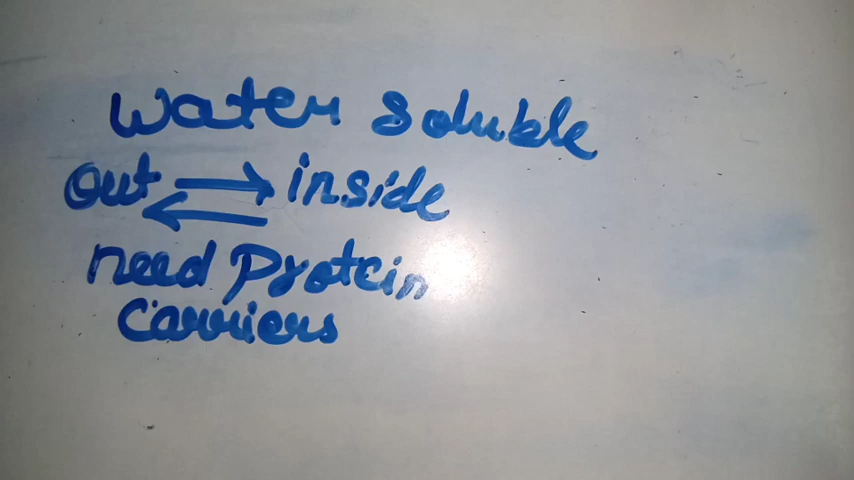 Water Soluble
Out ⇄ inside
need Protein
Carriers